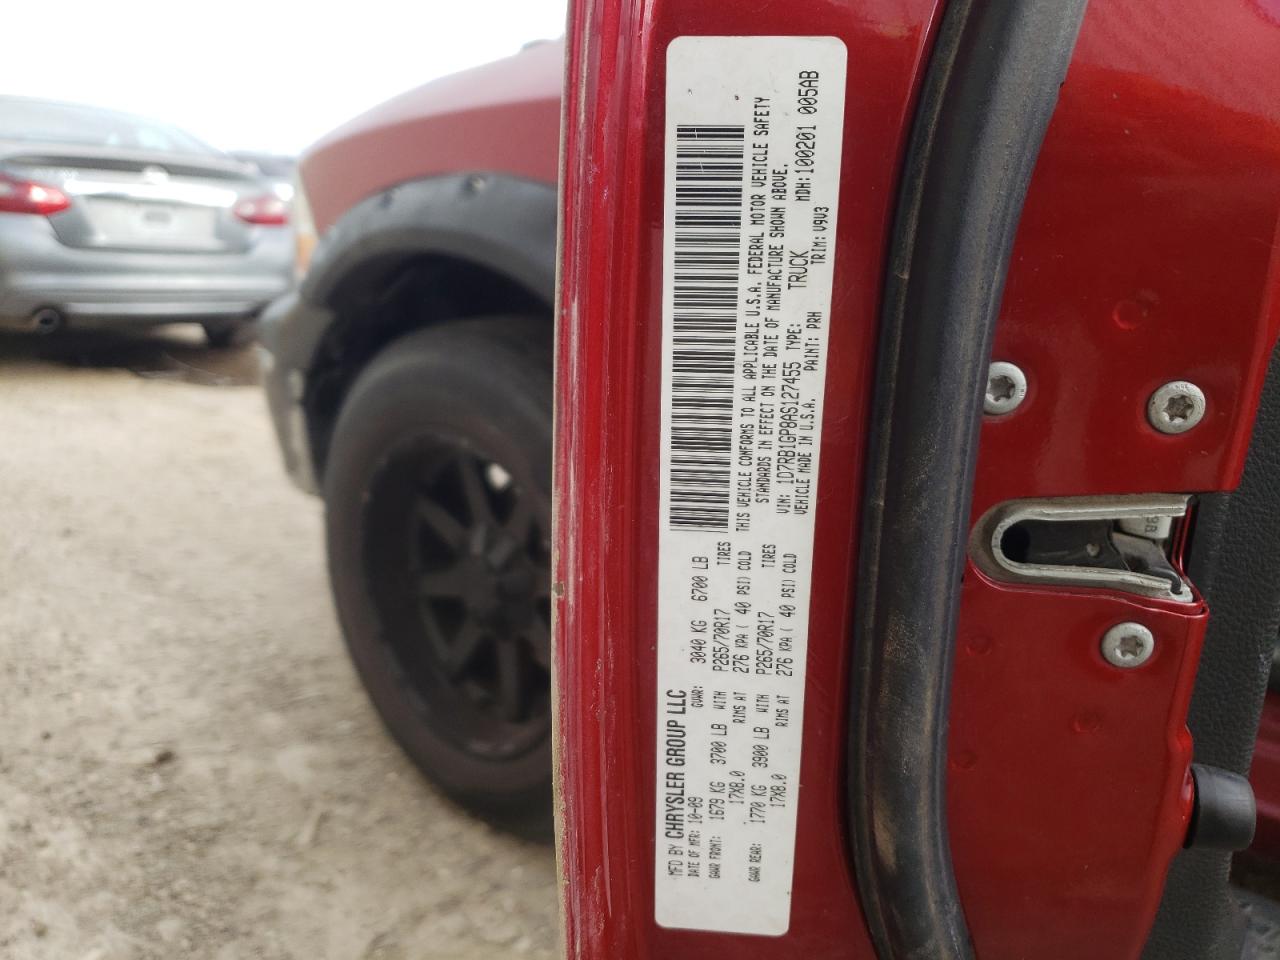 MFD BY CHRYSLER GROUP LLC
DATE OF MFR: 10-09 GVWR: 3040 KG 6700 LB
GAWR FRONT: 1679 KG 3700 LB WITH P265/70R17 TIRES
17X8.0 RIMS AT 276 KPA ( 40 PSI) COLD
GAWR REAR: 1770 KG 3900 LB WITH P265/70R17 TIRES
17X8.0 RIMS AT 276 KPA ( 40 PSI) COLD
THIS VEHICLE CONFORMS TO ALL APPLICABLE U.S.A. FEDERAL MOTOR VEHICLE SAFETY
STANDARDS IN EFFECT ON THE DATE OF MANUFACTURE SHOWN ABOVE.
VIN: 1D7RB1GP8AS127455 TYPE: TRUCK MDH: 100201 005AB
VEHICLE MADE IN U.S.A. PAINT: PRH TRIM: V9V3
98